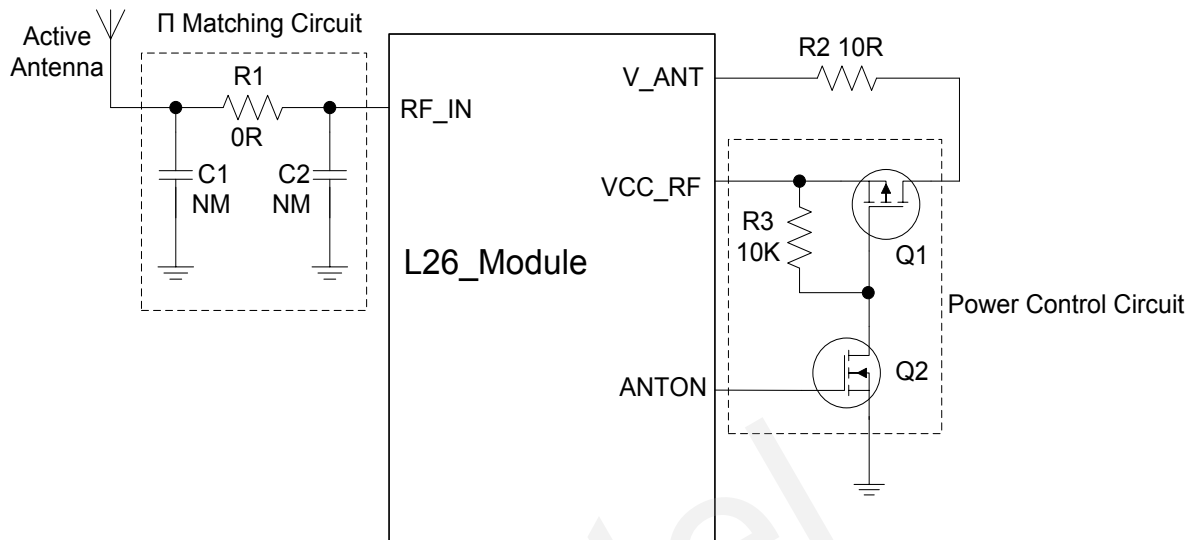 Π Matching Circuit
Active
Antenna
R1
0R
C1
NM
C2
NM
RF_IN
L26_Module
V_ANT
VCC_RF
ANTON
R2 10R
R3
10K
Q1
Q2
Power Control Circuit